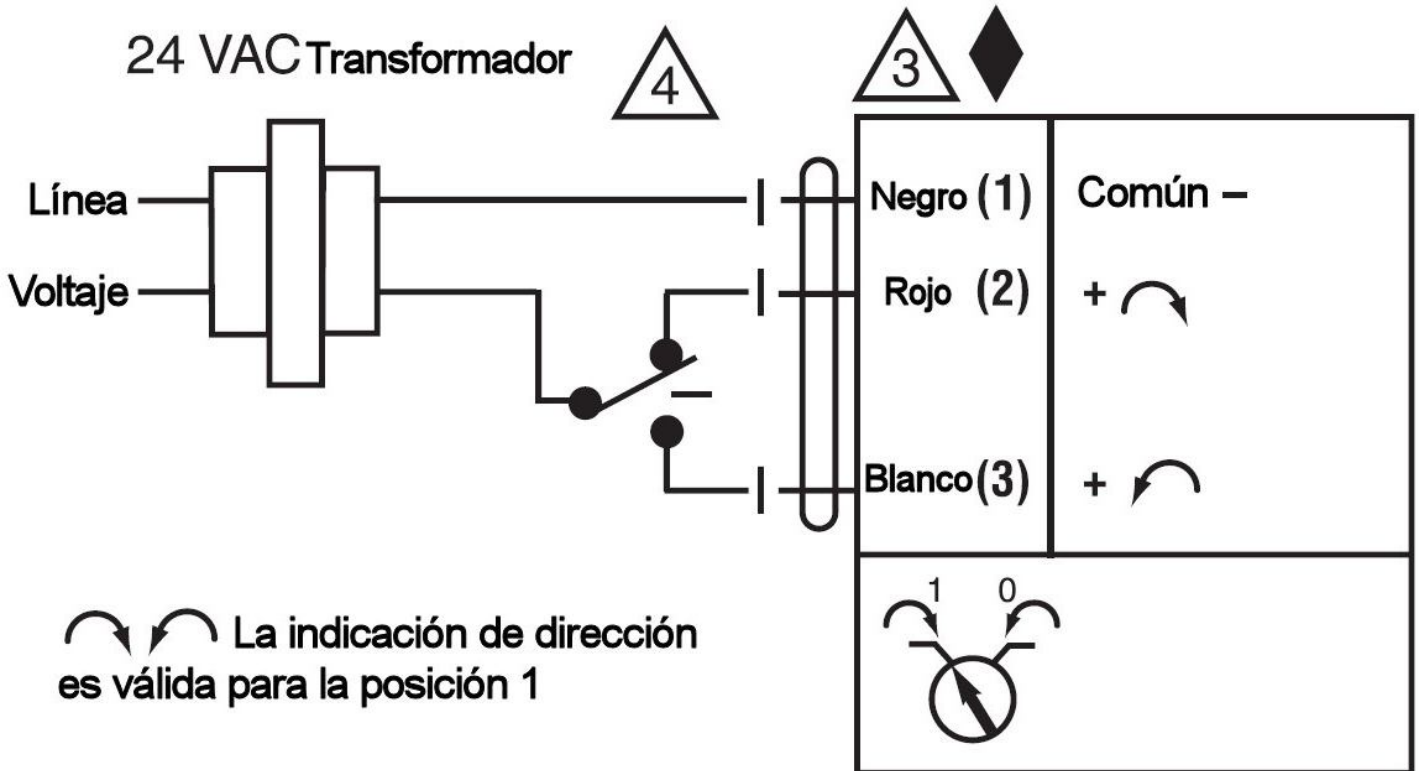 24 VAC Transformador
4
3
Línea
Voltaje
Negro (1)
Común –
Rojo (2)
+
Blanco (3)
+
1 0
La indicación de dirección
es válida para la posición 1